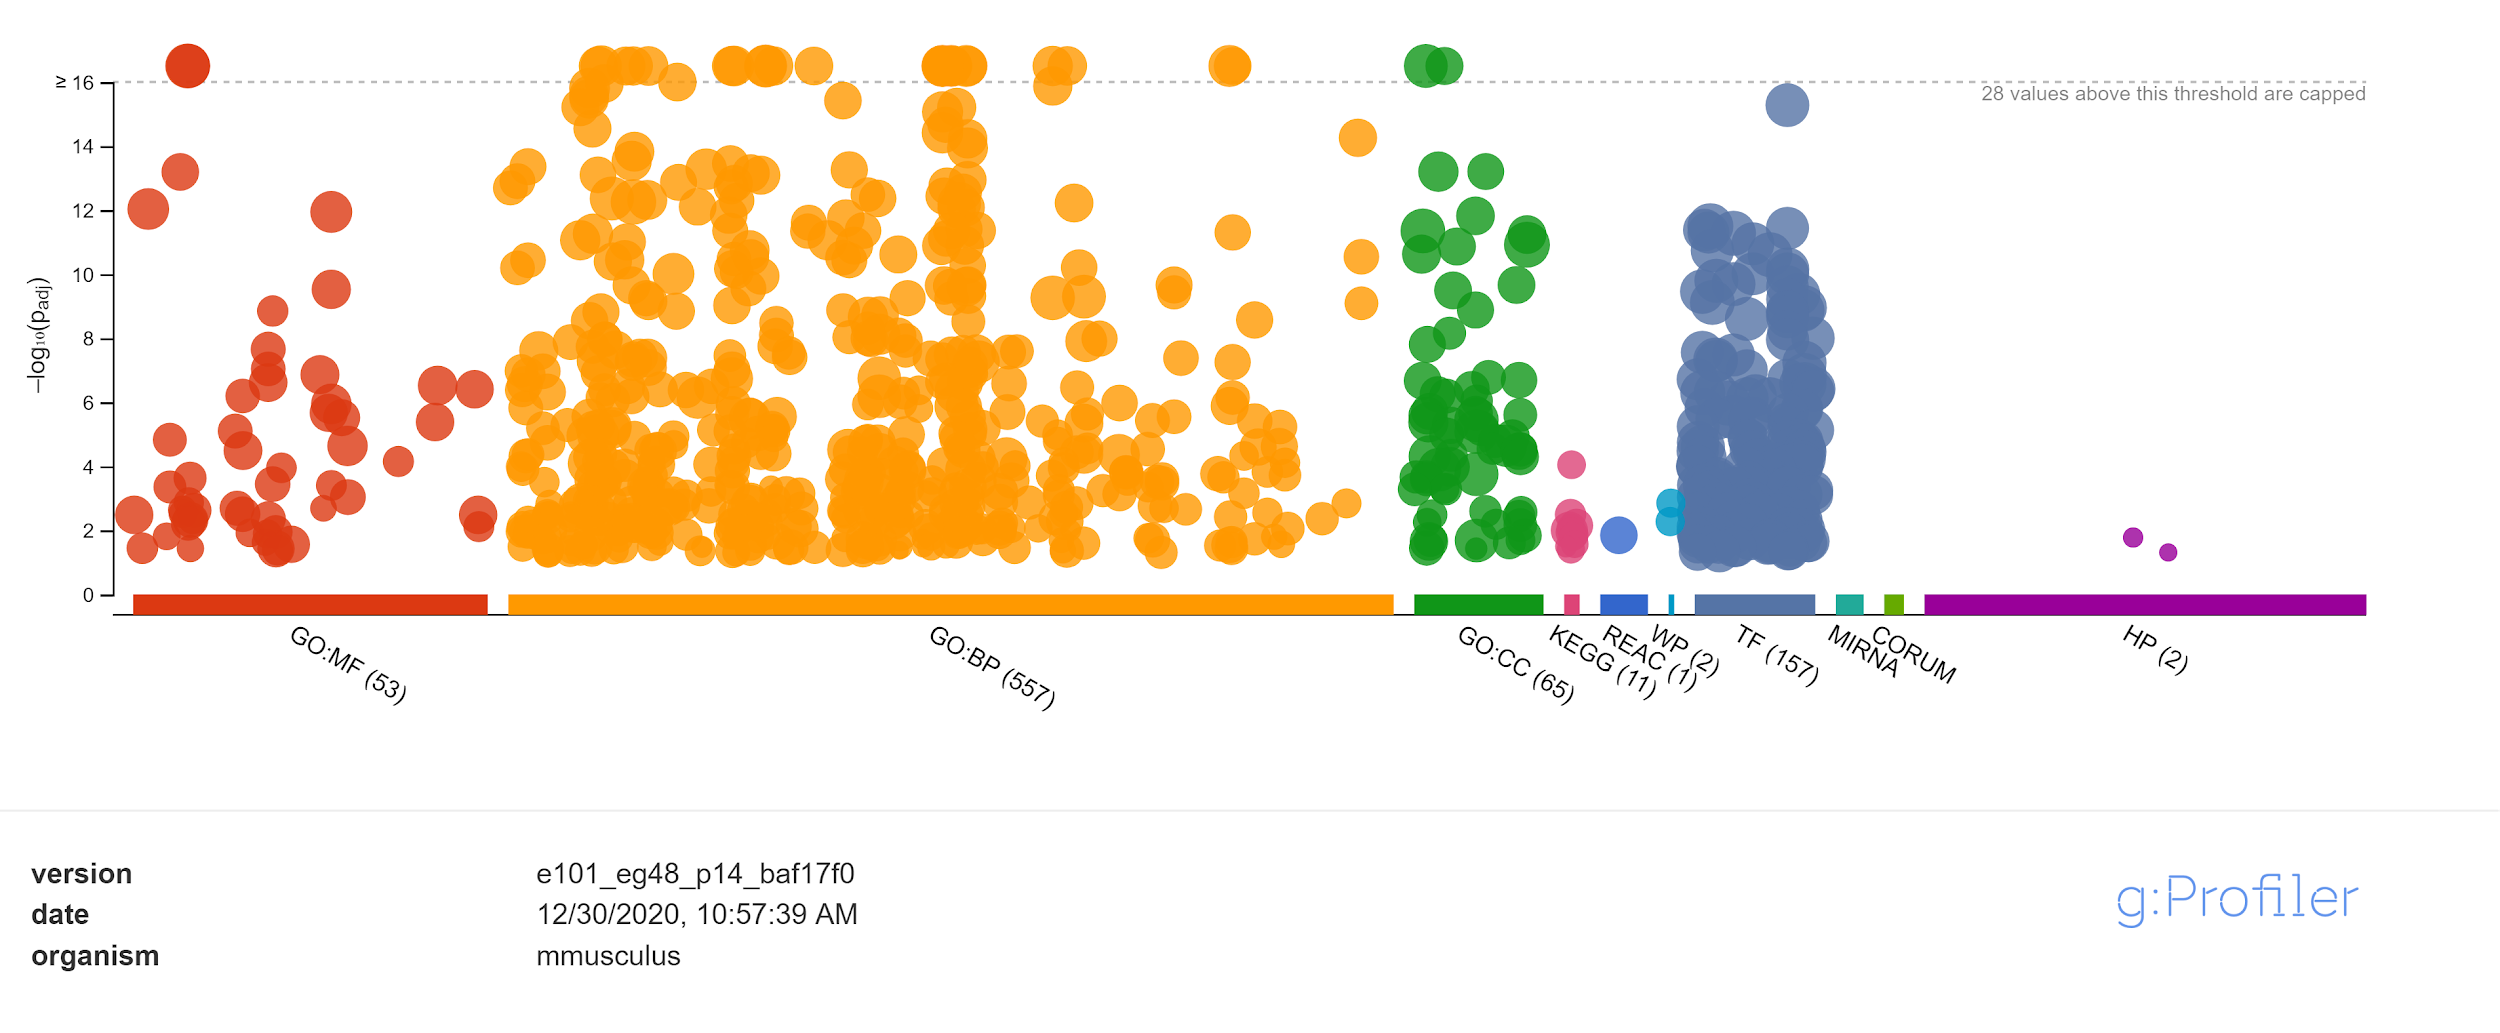 ≥ 16
28 values above this threshold are capped
14
12
10
8
6
4
2
0
−log₁₀(padj)
GO:MF (53)
GO:BP (557)
GO:CC (65)
KEGG (11)
REAC (1)
WP (2)
TF (157)
MIRNA
CORUM
HP (2)
version e101_eg48_p14_baf17f0
date 12/30/2020, 10:57:39 AM
organism mmusculus
g:Profiler